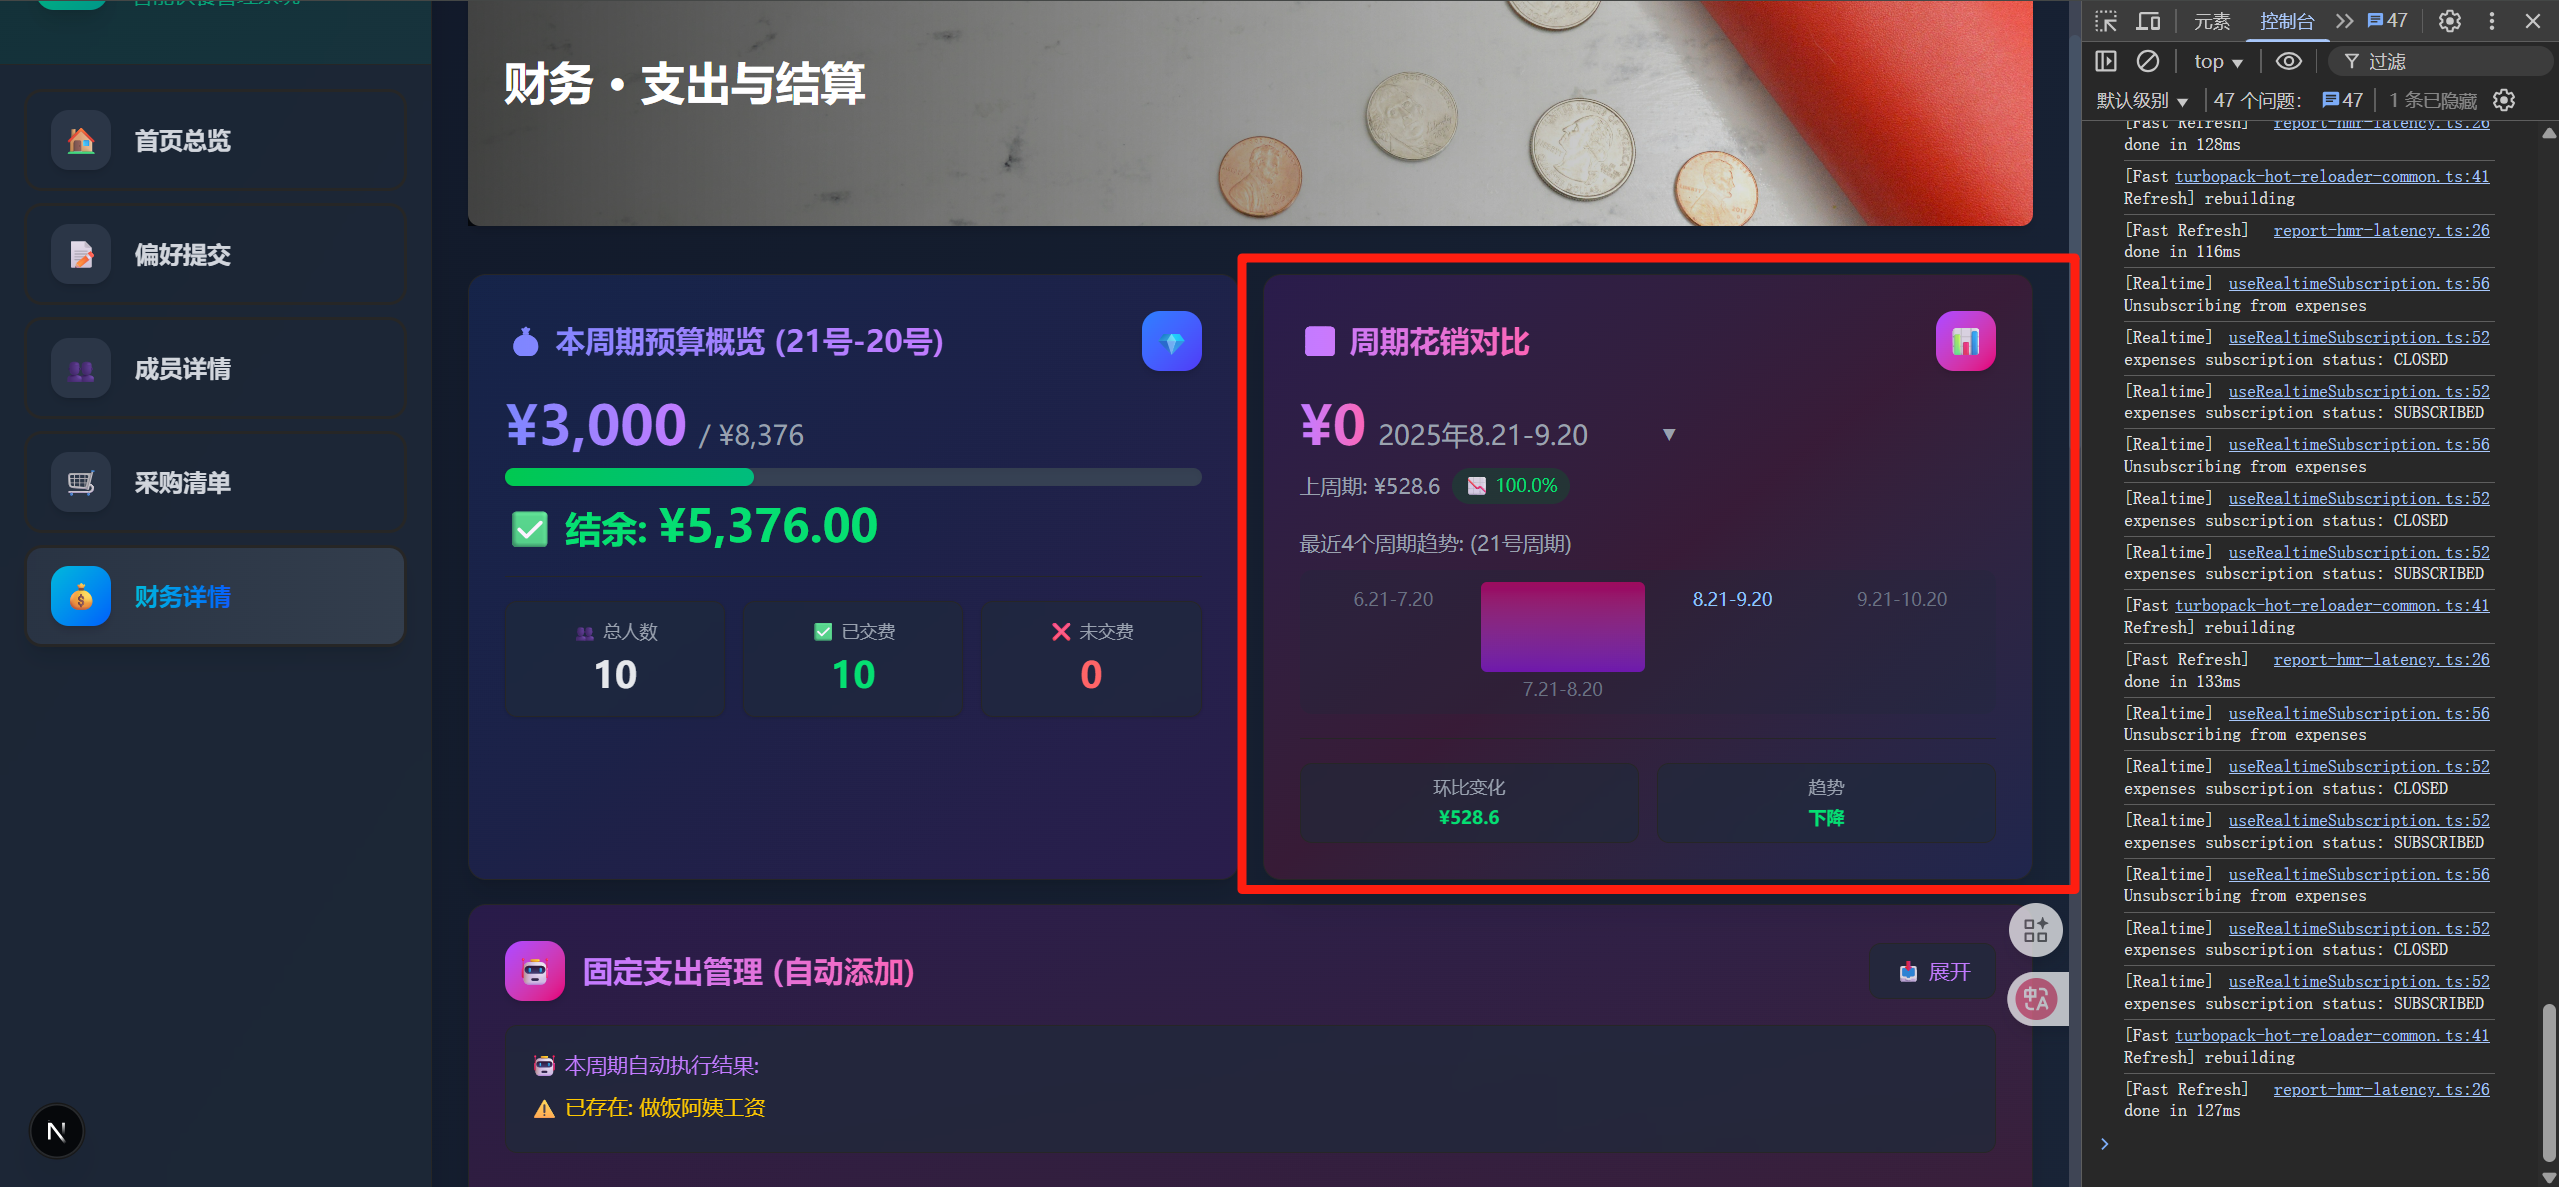 首页总览
偏好提交
成员详情
采购清单
财务详情
N
财务·支出与结算
本周期预算概览 (21号-20号)
¥3,000 / ¥8,376
结余: ¥5,376.00
总人数
10
已交费
10
未交费
0
周期花销对比
¥0 2025年8.21-9.20 ▼
上周期: ¥528.6 100.0%
最近4个周期趋势: (21号周期)
6.21-7.20
7.21-8.20
8.21-9.20
9.21-10.20
环比变化
¥528.6
趋势
下降
固定支出管理 (自动添加)
展开
本周期自动执行结果:
已存在: 做饭阿姨工资
元素 控制台 47
top ▼ 过滤
默认级别 ▼ 47 个问题: 47 1 条已隐藏
[Fast Refresh] report-hmr-latency.ts:26
done in 128ms
[Fast turbopack-hot-reloader-common.ts:41
Refresh] rebuilding
[Fast Refresh] report-hmr-latency.ts:26
done in 116ms
[Realtime] useRealtimeSubscription.ts:56
Unsubscribing from expenses
[Realtime] useRealtimeSubscription.ts:52
expenses subscription status: CLOSED
[Realtime] useRealtimeSubscription.ts:52
expenses subscription status: SUBSCRIBED
[Realtime] useRealtimeSubscription.ts:56
Unsubscribing from expenses
[Realtime] useRealtimeSubscription.ts:52
expenses subscription status: CLOSED
[Realtime] useRealtimeSubscription.ts:52
expenses subscription status: SUBSCRIBED
[Fast turbopack-hot-reloader-common.ts:41
Refresh] rebuilding
[Fast Refresh] report-hmr-latency.ts:26
done in 133ms
[Realtime] useRealtimeSubscription.ts:56
Unsubscribing from expenses
[Realtime] useRealtimeSubscription.ts:52
expenses subscription status: CLOSED
[Realtime] useRealtimeSubscription.ts:52
expenses subscription status: SUBSCRIBED
[Realtime] useRealtimeSubscription.ts:56
Unsubscribing from expenses
[Realtime] useRealtimeSubscription.ts:52
expenses subscription status: CLOSED
[Realtime] useRealtimeSubscription.ts:52
expenses subscription status: SUBSCRIBED
[Fast turbopack-hot-reloader-common.ts:41
Refresh] rebuilding
[Fast Refresh] report-hmr-latency.ts:26
done in 127ms